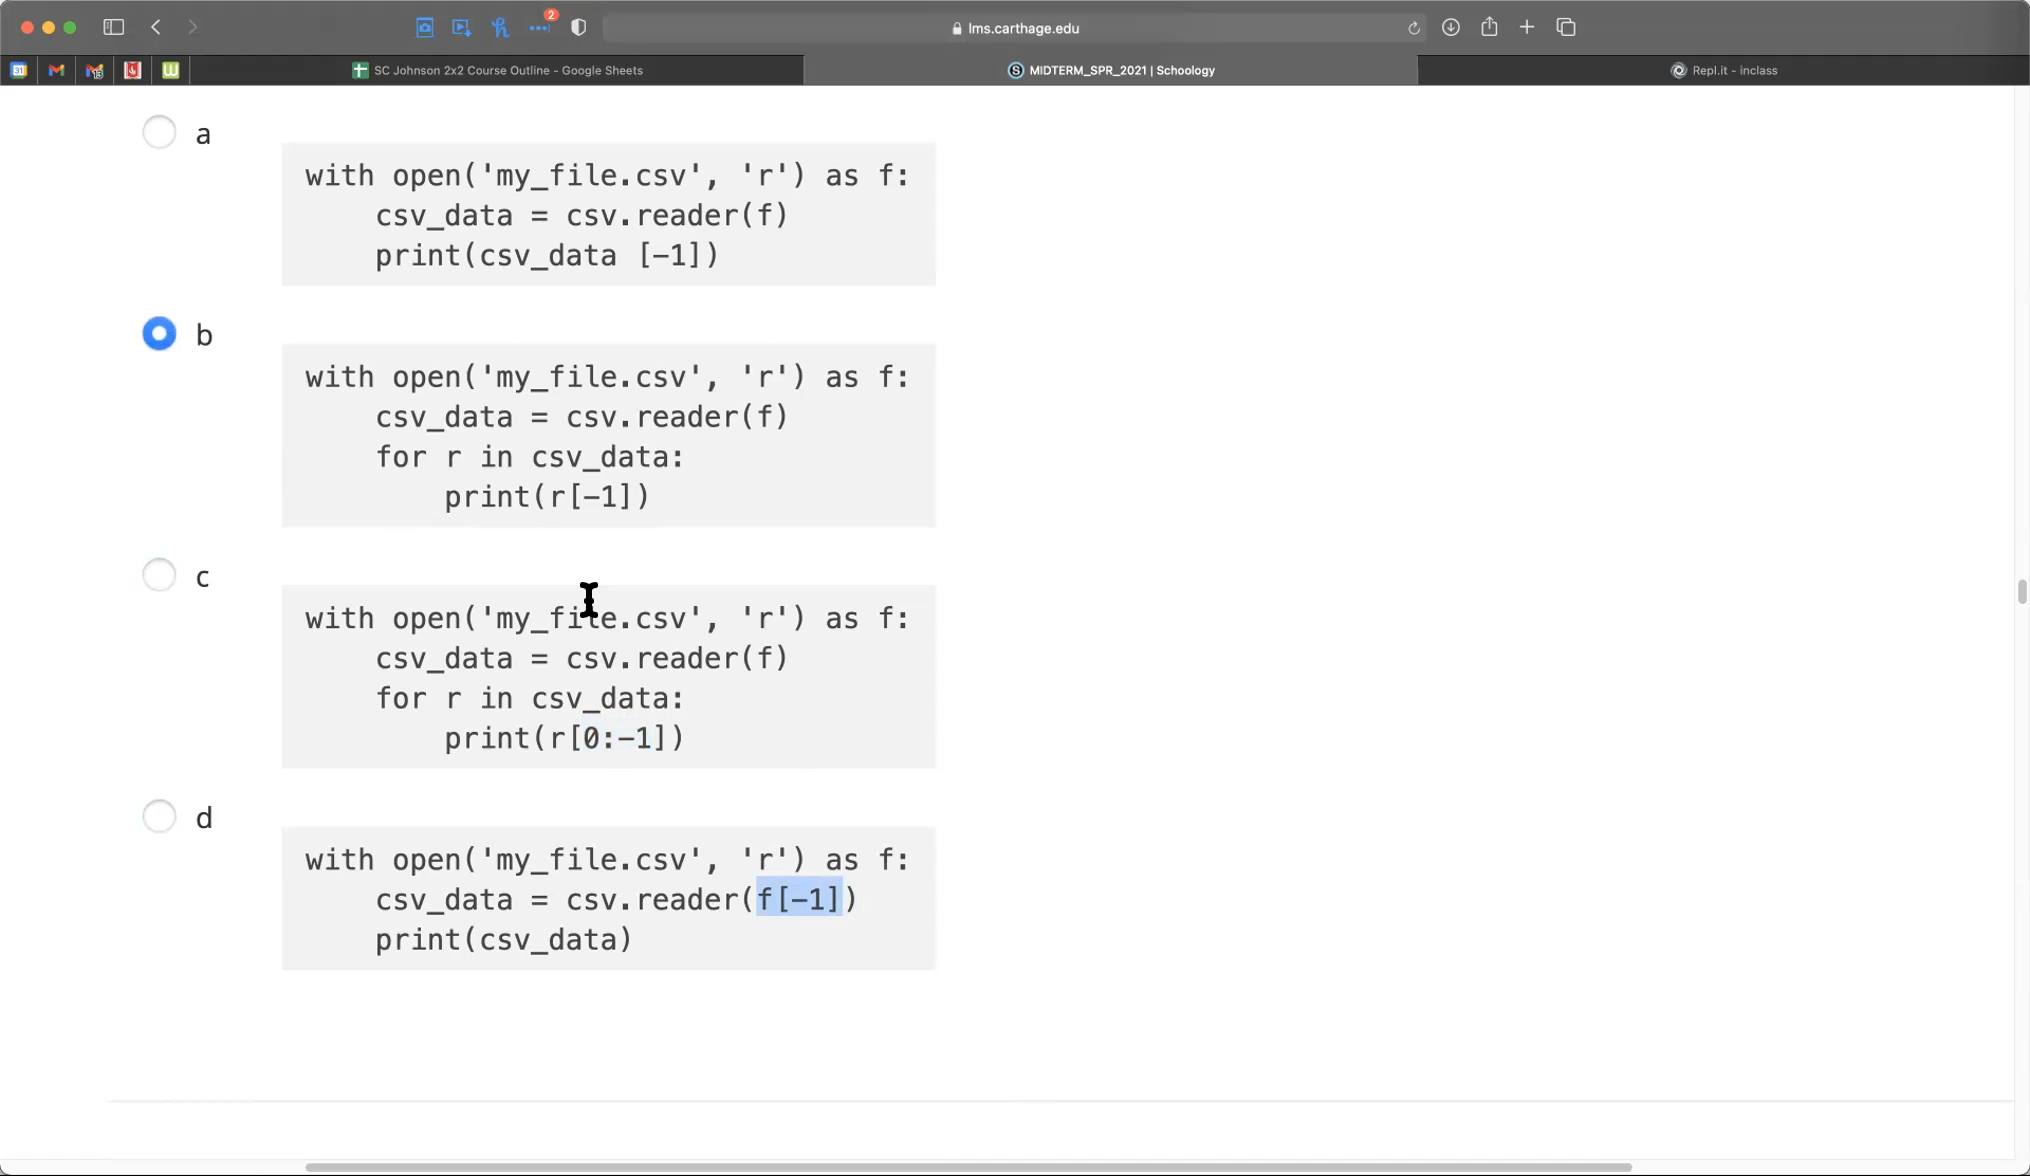 2
lms.carthage.edu
31
SC Johnson 2x2 Course Outline - Google Sheets
S MIDTERM_SPR_2021 | Schoology
Repl.it - inclass
a
with open('my_file.csv', 'r') as f:
    csv_data = csv.reader(f)
    print(csv_data [-1])
b
with open('my_file.csv', 'r') as f:
    csv_data = csv.reader(f)
    for r in csv_data:
        print(r[-1])
c
with open('my_file.csv', 'r') as f:
    csv_data = csv.reader(f)
    for r in csv_data:
        print(r[0:-1])
d
with open('my_file.csv', 'r') as f:
    csv_data = csv.reader(f[-1])
    print(csv_data)